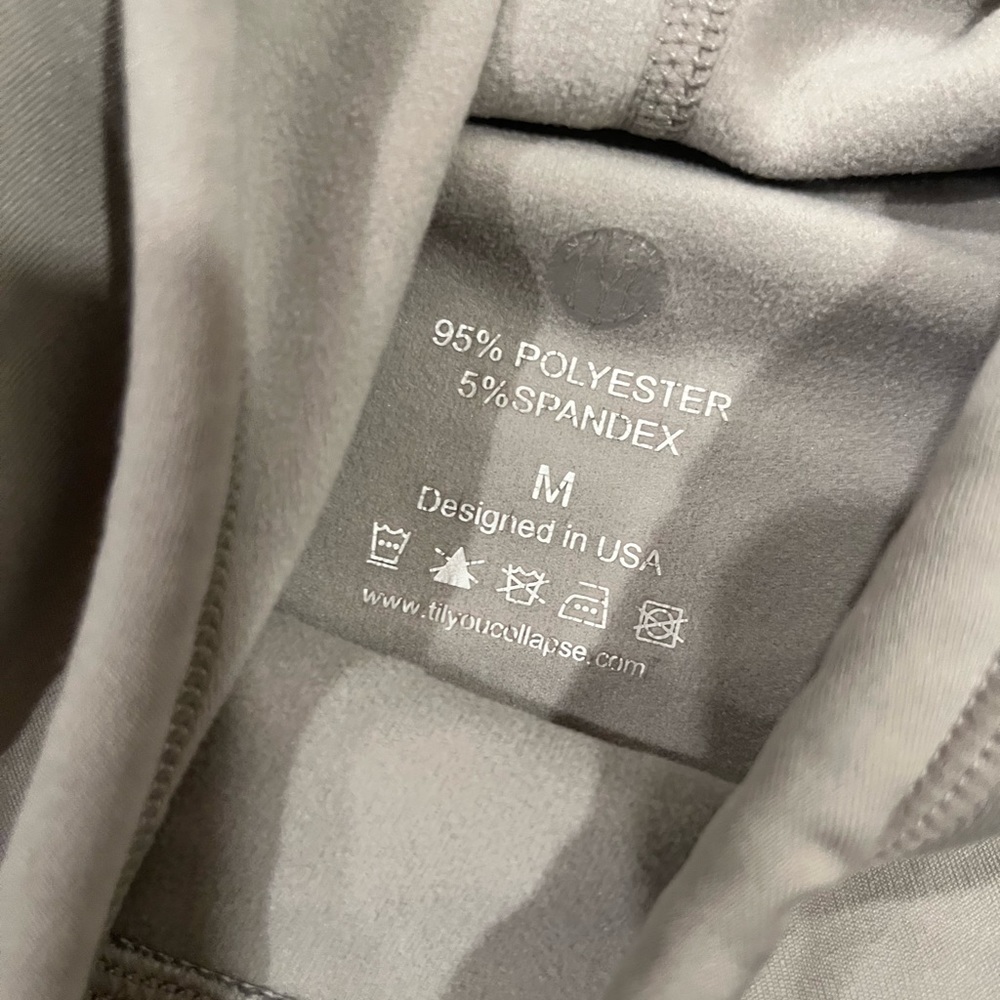 95% POLYESTER
5%SPANDEX
M
Designed in USA
www.tilyoucollapse.com